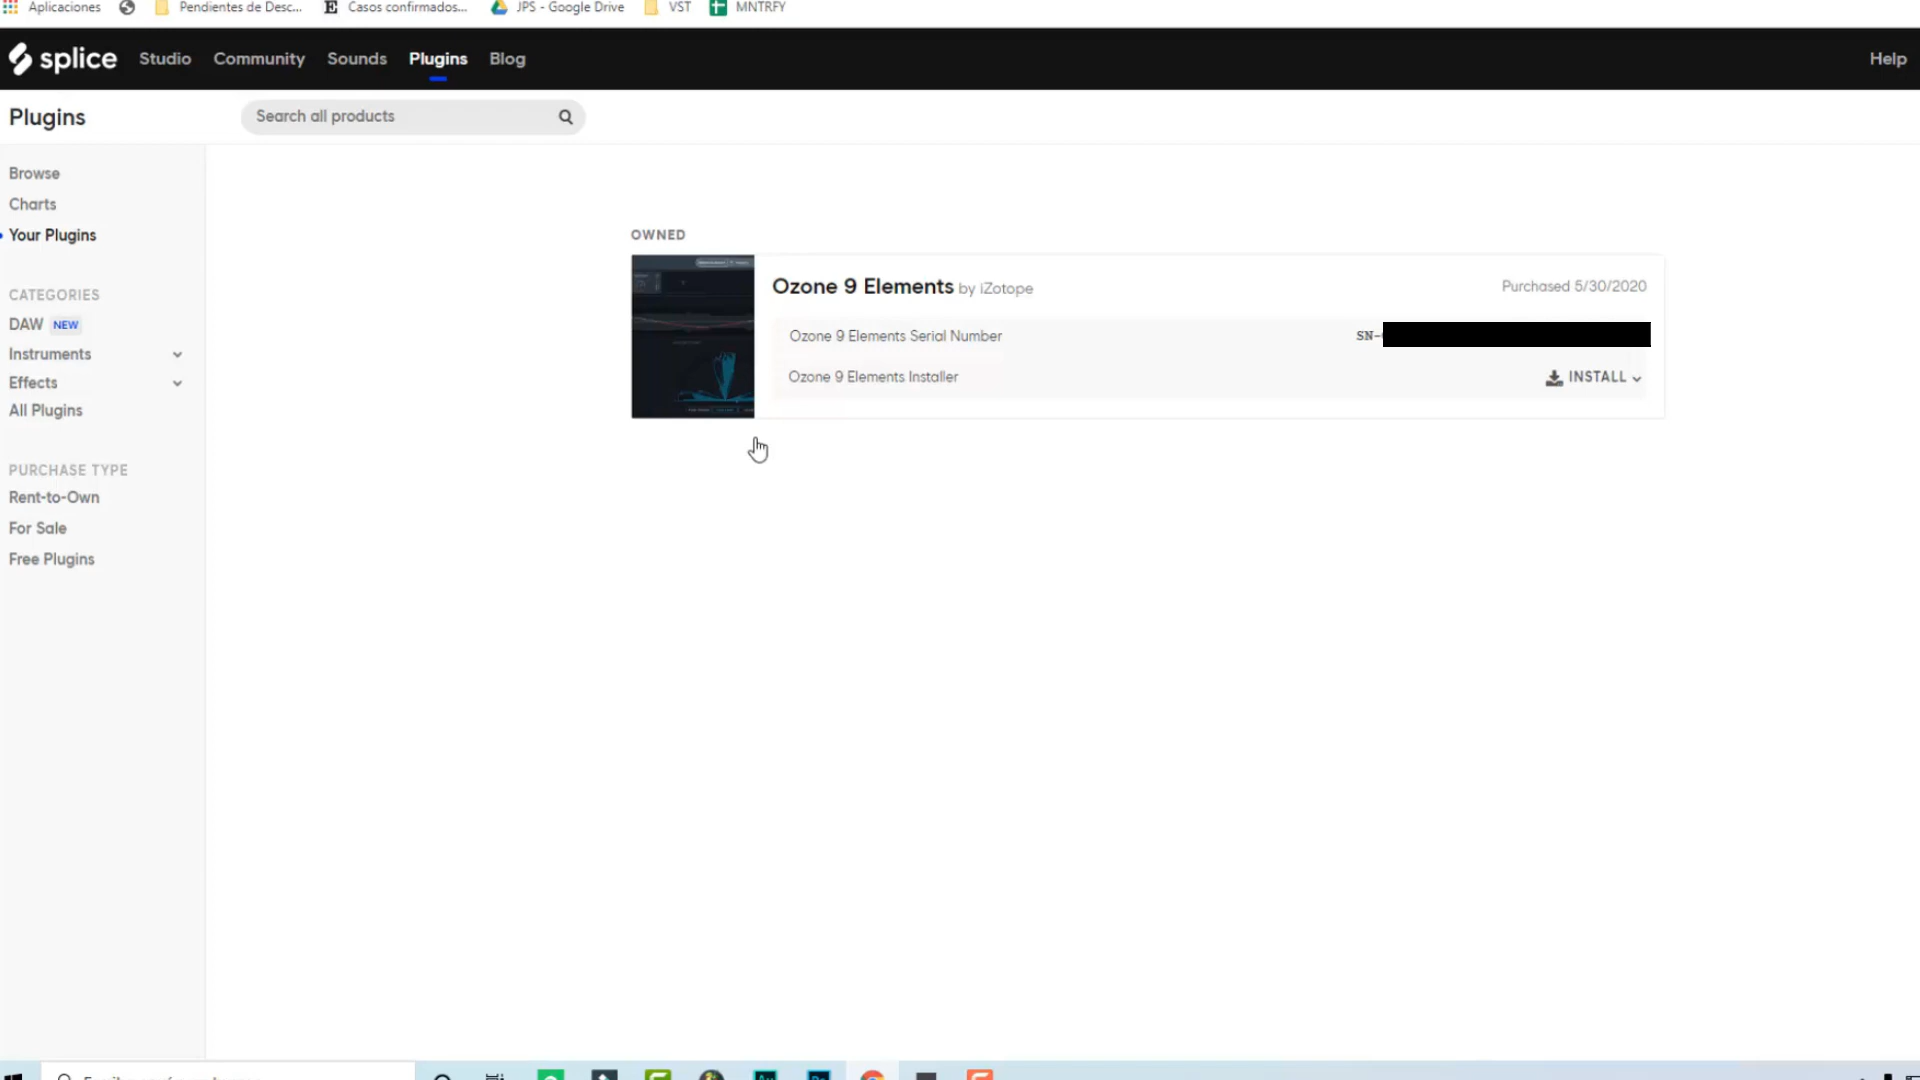 Aplicaciones Pendientes de Desc... Casos confirmados... JPS - Google Drive VST MNTRFY
splice Studio Community Sounds Plugins Blog Help
Plugins Search all products
Browse
Charts
Your Plugins
CATEGORIES
DAW NEW
Instruments
Effects
All Plugins
PURCHASE TYPE
Rent-to-Own
For Sale
Free Plugins
OWNED
Ozone 9 Elements by iZotope Purchased 5/30/2020
Ozone 9 Elements Serial Number SN-
Ozone 9 Elements Installer INSTALL